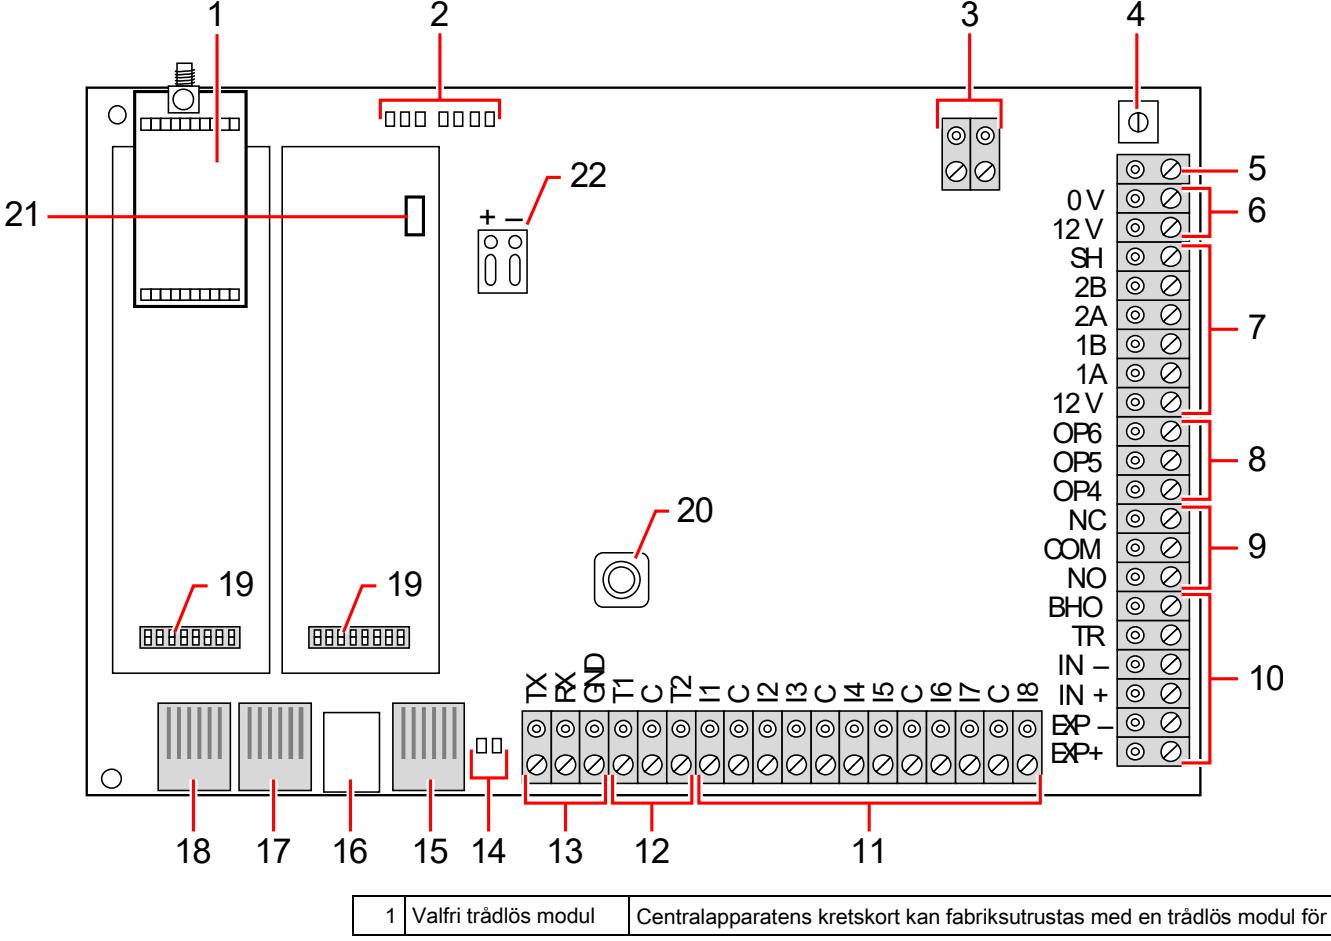 1 2 3 4
5
0 V
6
12 V
SH
2B
2A
7
1B
1A
12 V
OP6
OP5
8
OP4
NC
COM
9
NO
BHO
TR
IN –
10
IN +
EXP –
EXP+
21
22
+ –
20
19 19
TX RX GND T1 C T2 I1 C I2 I3 C I4 I5 C I6 I7 C I8
18 17 16 15 14 13 12 11
1 Valfri trådlös modul Centralapparatens kretskort kan fabriksutrustas med en trådlös modul för